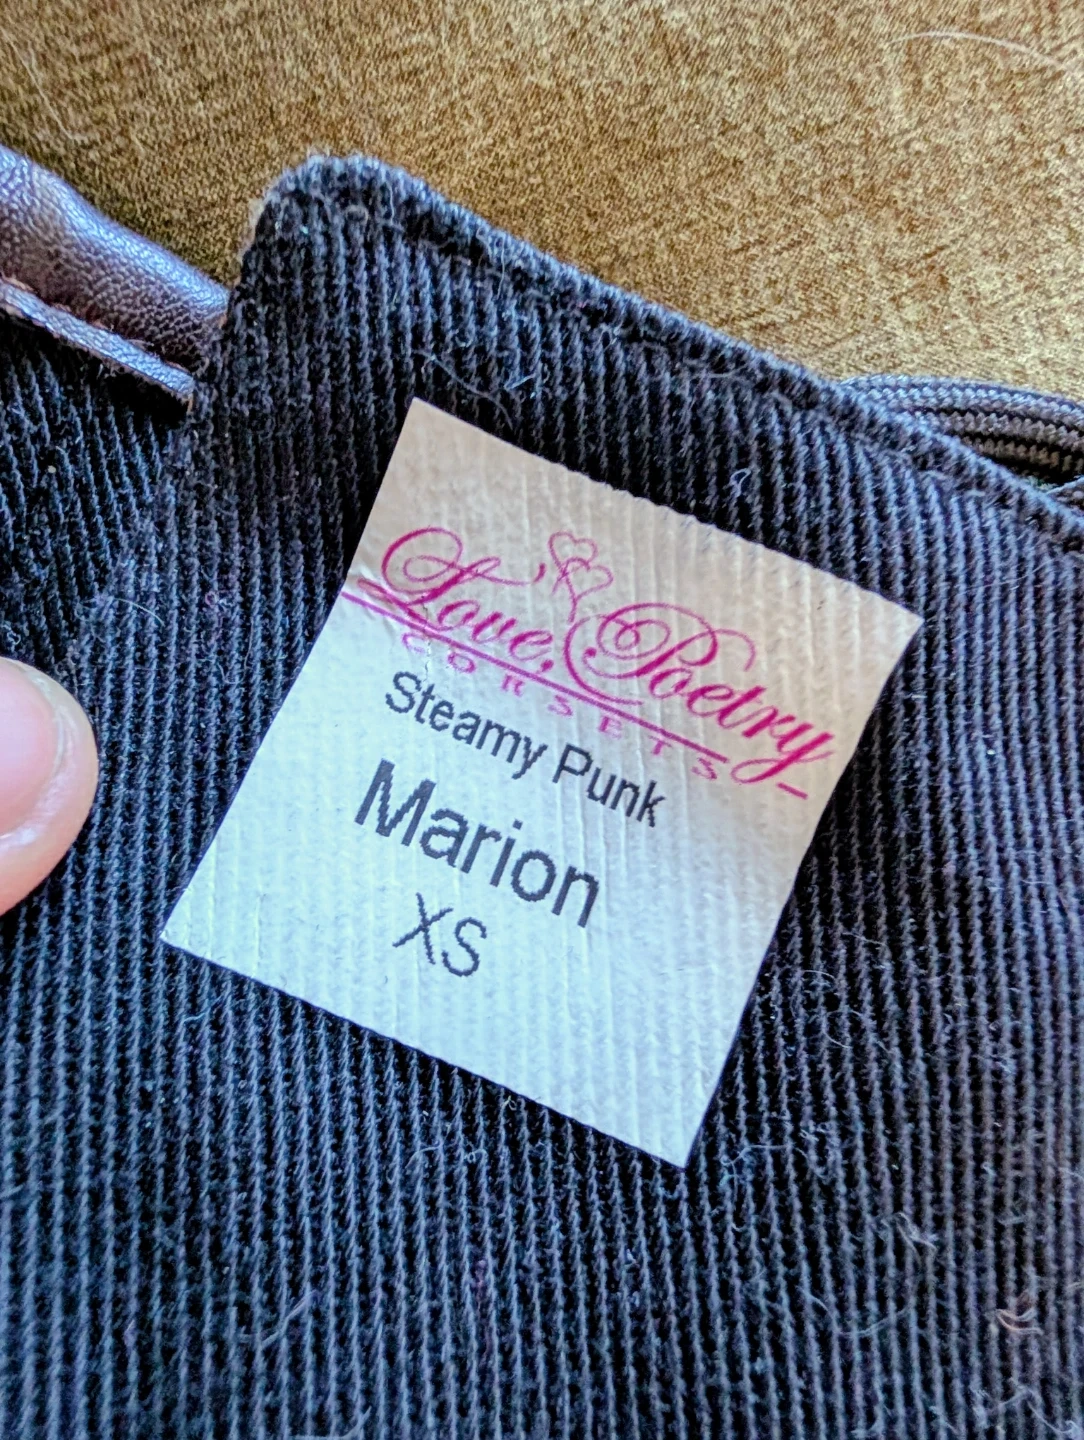 Love, Poetry
CORSETS
Steamy Punk
Marion
XS